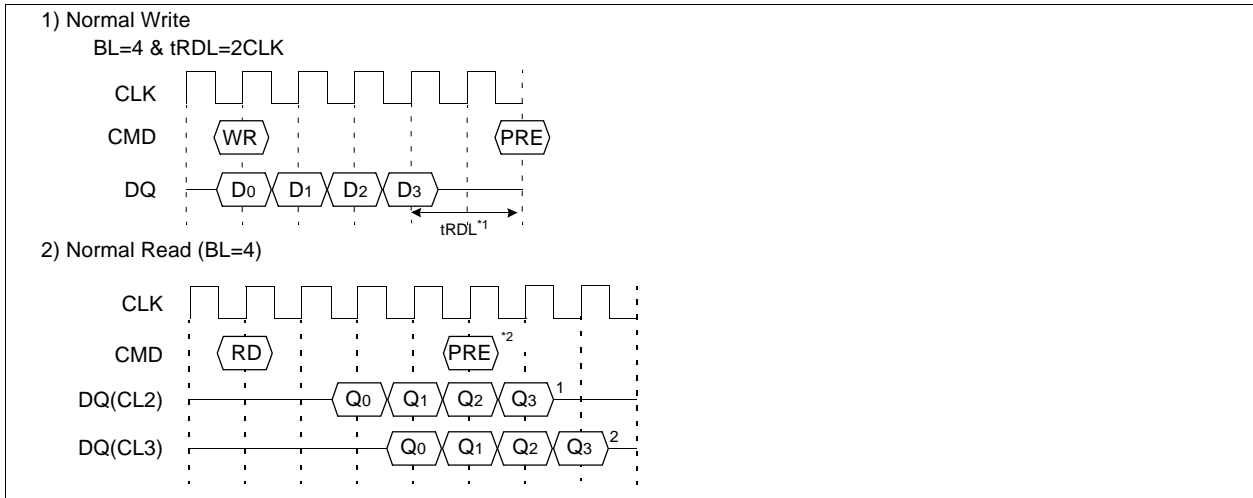 1) Normal Write
BL=4 & tRDL=2CLK
CLK
CMD WR PRE
DQ D0 D1 D2 D3
tRDL*1
2) Normal Read (BL=4)
CLK
CMD RD PRE *2
DQ(CL2) Q0 Q1 Q2 Q3 1
DQ(CL3) Q0 Q1 Q2 Q3 2